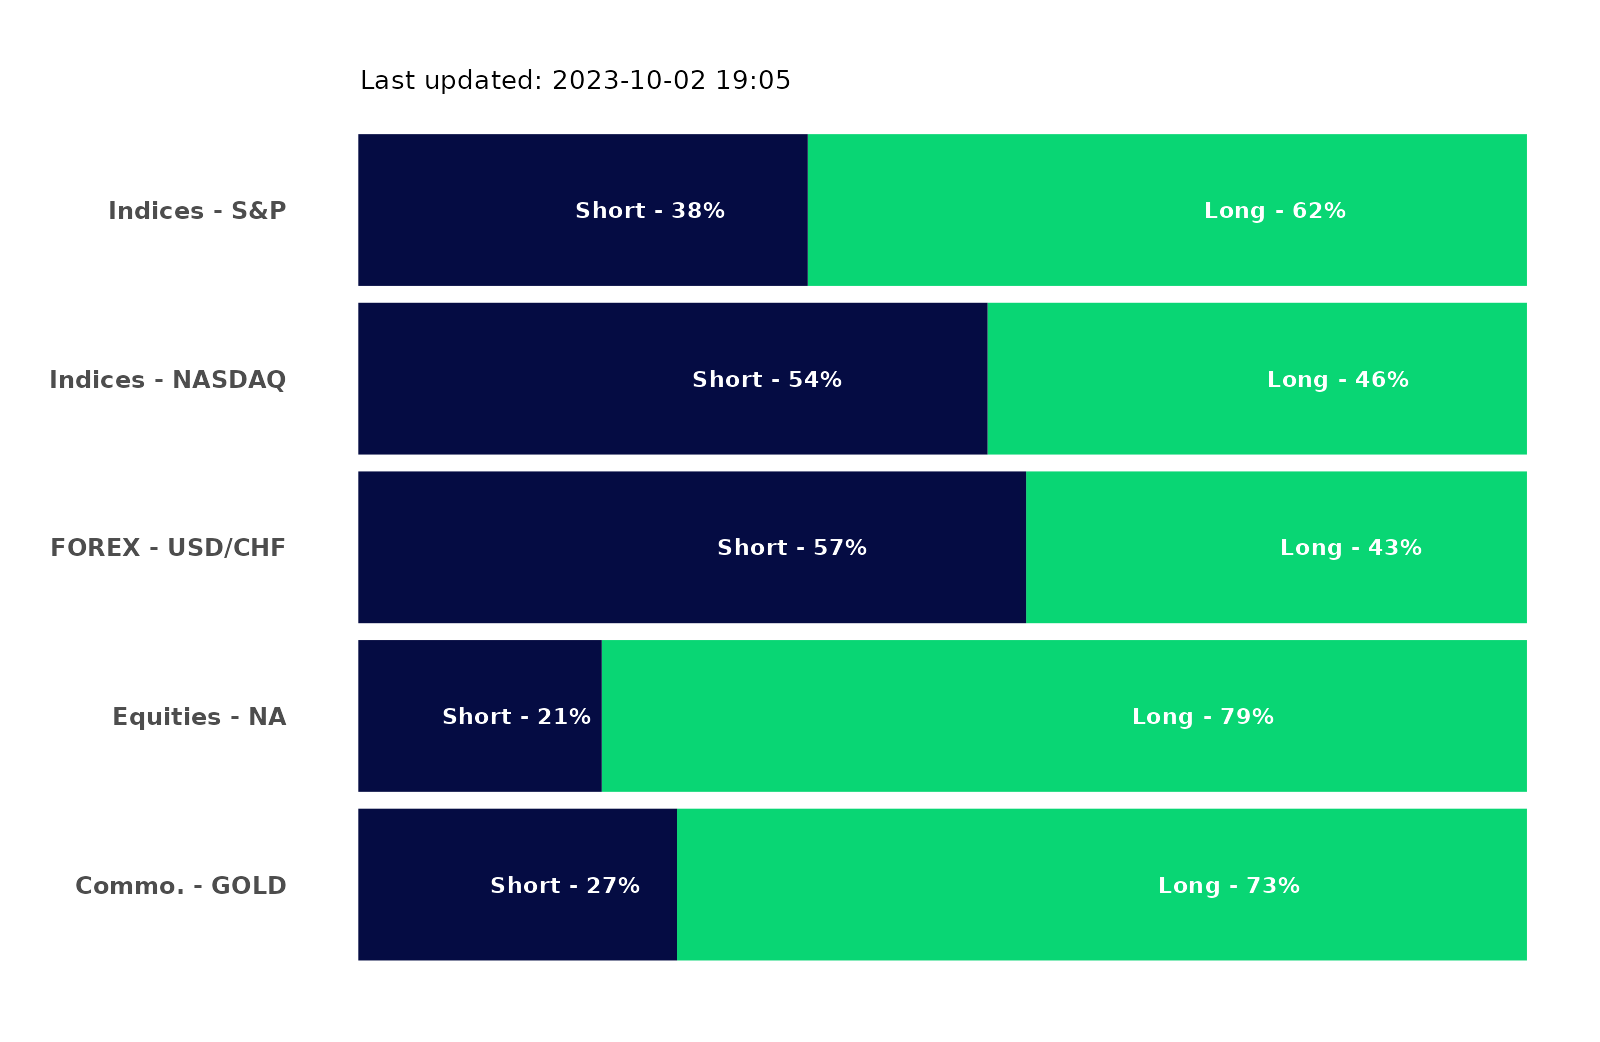 Last updated: 2023-10-02 19:05
Indices - S&P Short - 38% Long - 62%
Indices - NASDAQ Short - 54% Long - 46%
FOREX - USD/CHF Short - 57% Long - 43%
Equities - NA Short - 21% Long - 79%
Commo. - GOLD Short - 27% Long - 73%